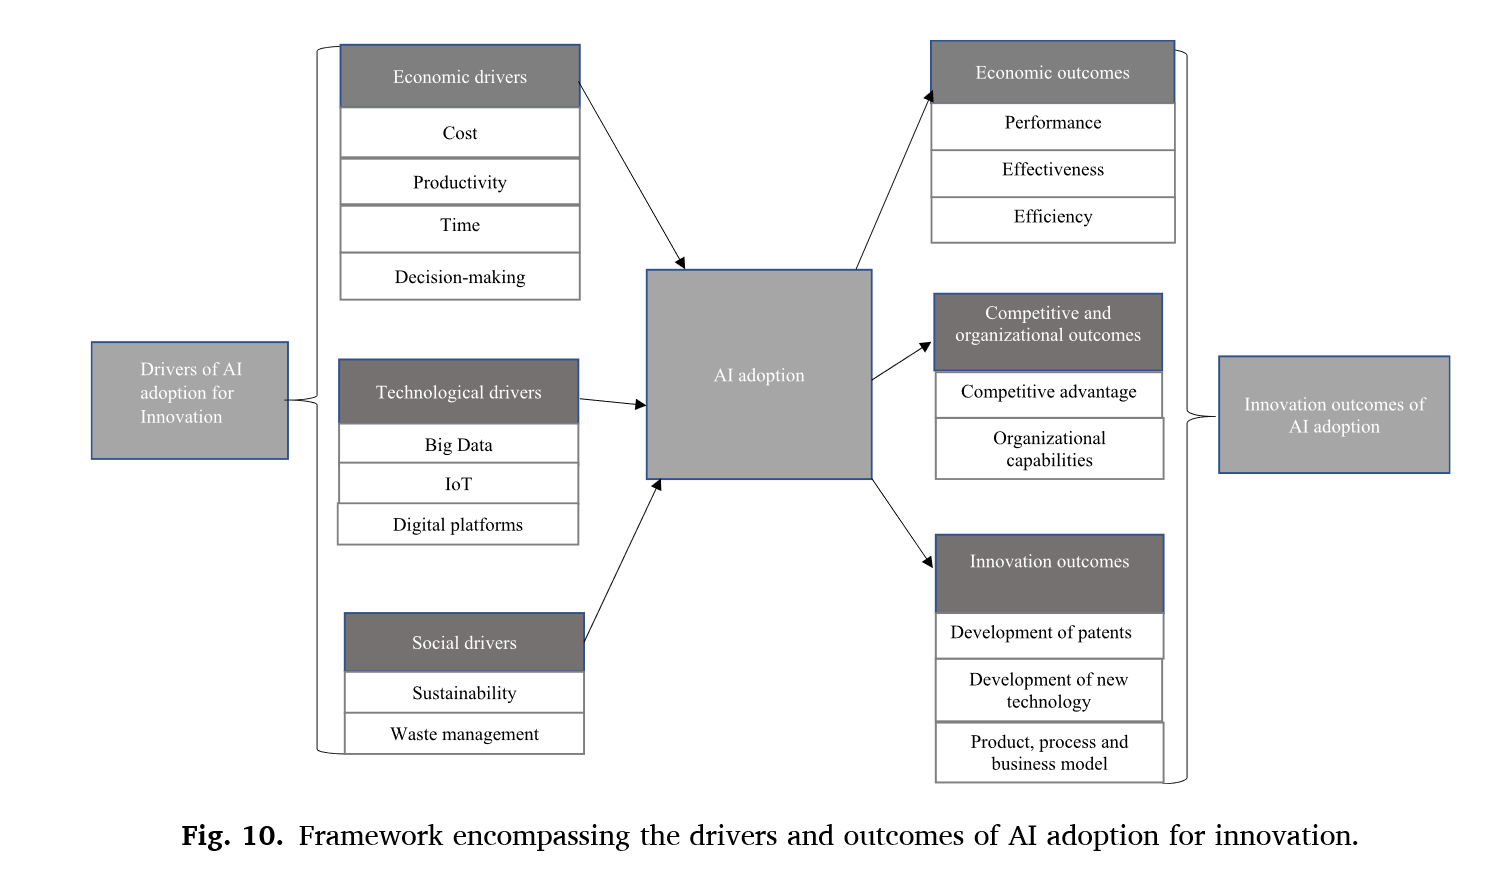 Drivers of AI
adoption for
Innovation
Economic drivers
Cost
Productivity
Time
Decision-making
Technological drivers
Big Data
IoT
Digital platforms
Social drivers
Sustainability
Waste management
AI adoption
Economic outcomes
Performance
Effectiveness
Efficiency
Competitive and
organizational outcomes
Competitive advantage
Organizational
capabilities
Innovation outcomes
Development of patents
Development of new
technology
Product, process and
business model
Innovation outcomes of
AI adoption
Fig. 10. Framework encompassing the drivers and outcomes of AI adoption for innovation.